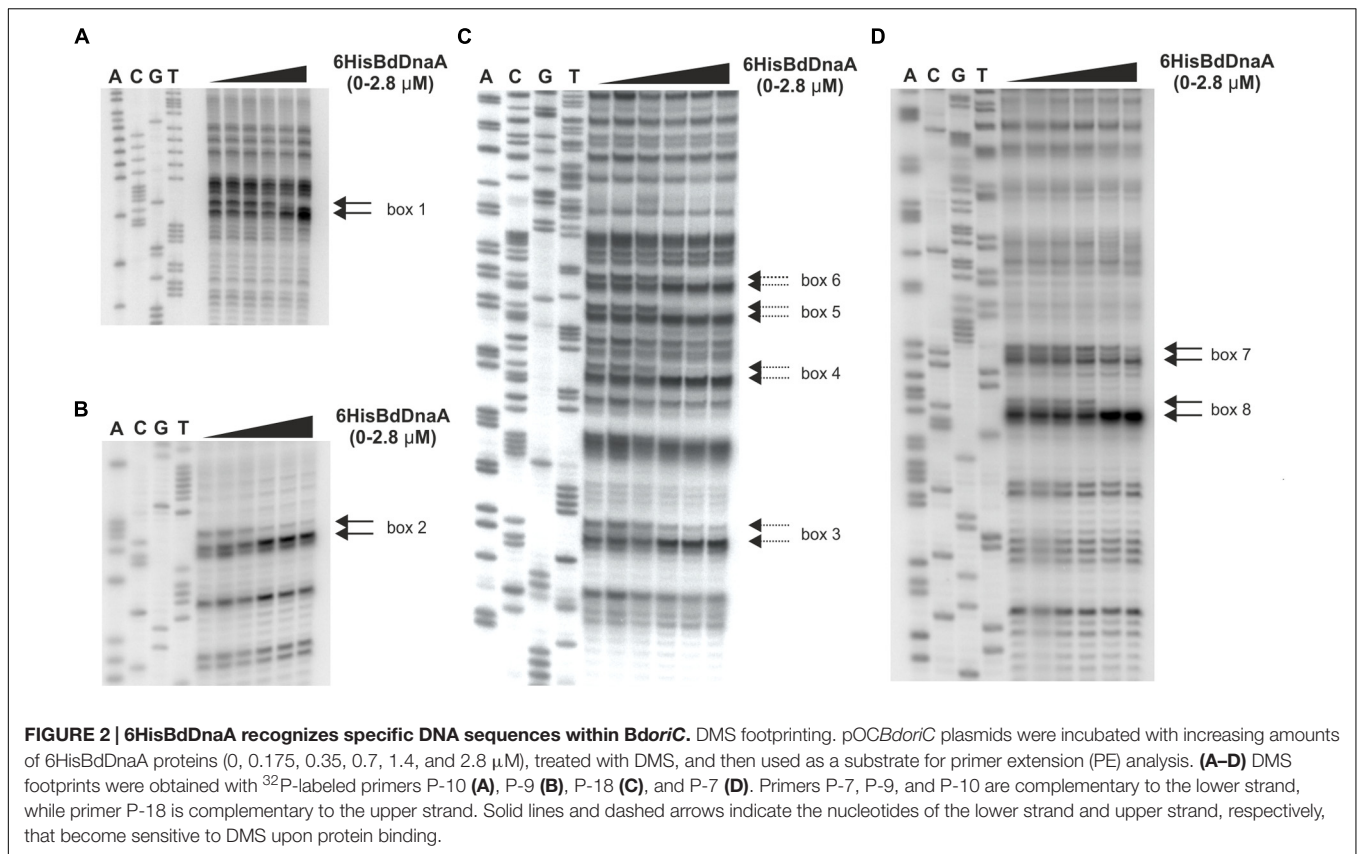 A
6HisBdDnaA
(0-2.8 µM)
A C G T
box 1
B
6HisBdDnaA
(0-2.8 µM)
A C G T
box 2
C
6HisBdDnaA
(0-2.8 µM)
A C G T
box 6
box 5
box 4
box 3
D
6HisBdDnaA
(0-2.8 µM)
A C G T
box 7
box 8
FIGURE 2 | 6HisBdDnaA recognizes specific DNA sequences within BdoriC. DMS footprinting. pOCBdoriC plasmids were incubated with increasing amounts
of 6HisBdDnaA proteins (0, 0.175, 0.35, 0.7, 1.4, and 2.8 µM), treated with DMS, and then used as a substrate for primer extension (PE) analysis. (A–D) DMS
footprints were obtained with ³²P-labeled primers P-10 (A), P-9 (B), P-18 (C), and P-7 (D). Primers P-7, P-9, and P-10 are complementary to the lower strand,
while primer P-18 is complementary to the upper strand. Solid lines and dashed arrows indicate the nucleotides of the lower strand and upper strand, respectively,
that become sensitive to DMS upon protein binding.